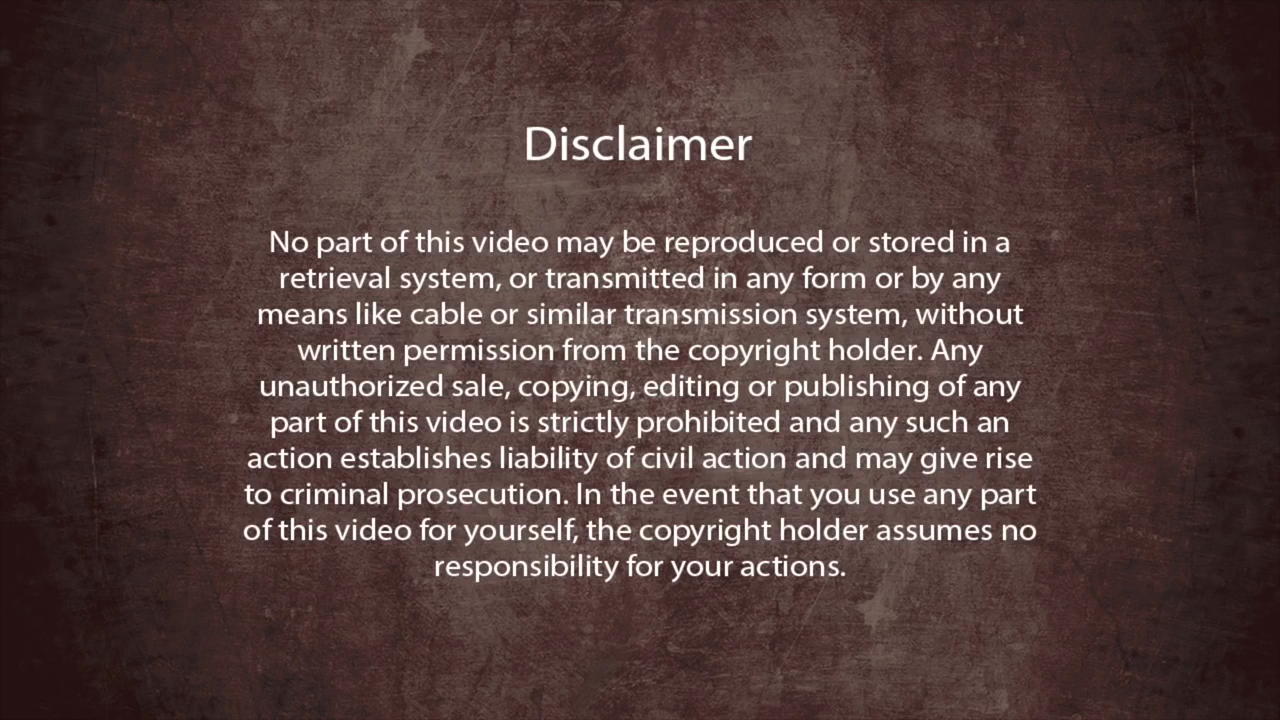 Disclaimer
No part of this video may be reproduced or stored in a
retrieval system, or transmitted in any form or by any
means like cable or similar transmission system, without
written permission from the copyright holder. Any
unauthorized sale, copying, editing or publishing of any
part of this video is strictly prohibited and any such an
action establishes liability of civil action and may give rise
to criminal prosecution. In the event that you use any part
of this video for yourself, the copyright holder assumes no
responsibility for your actions.